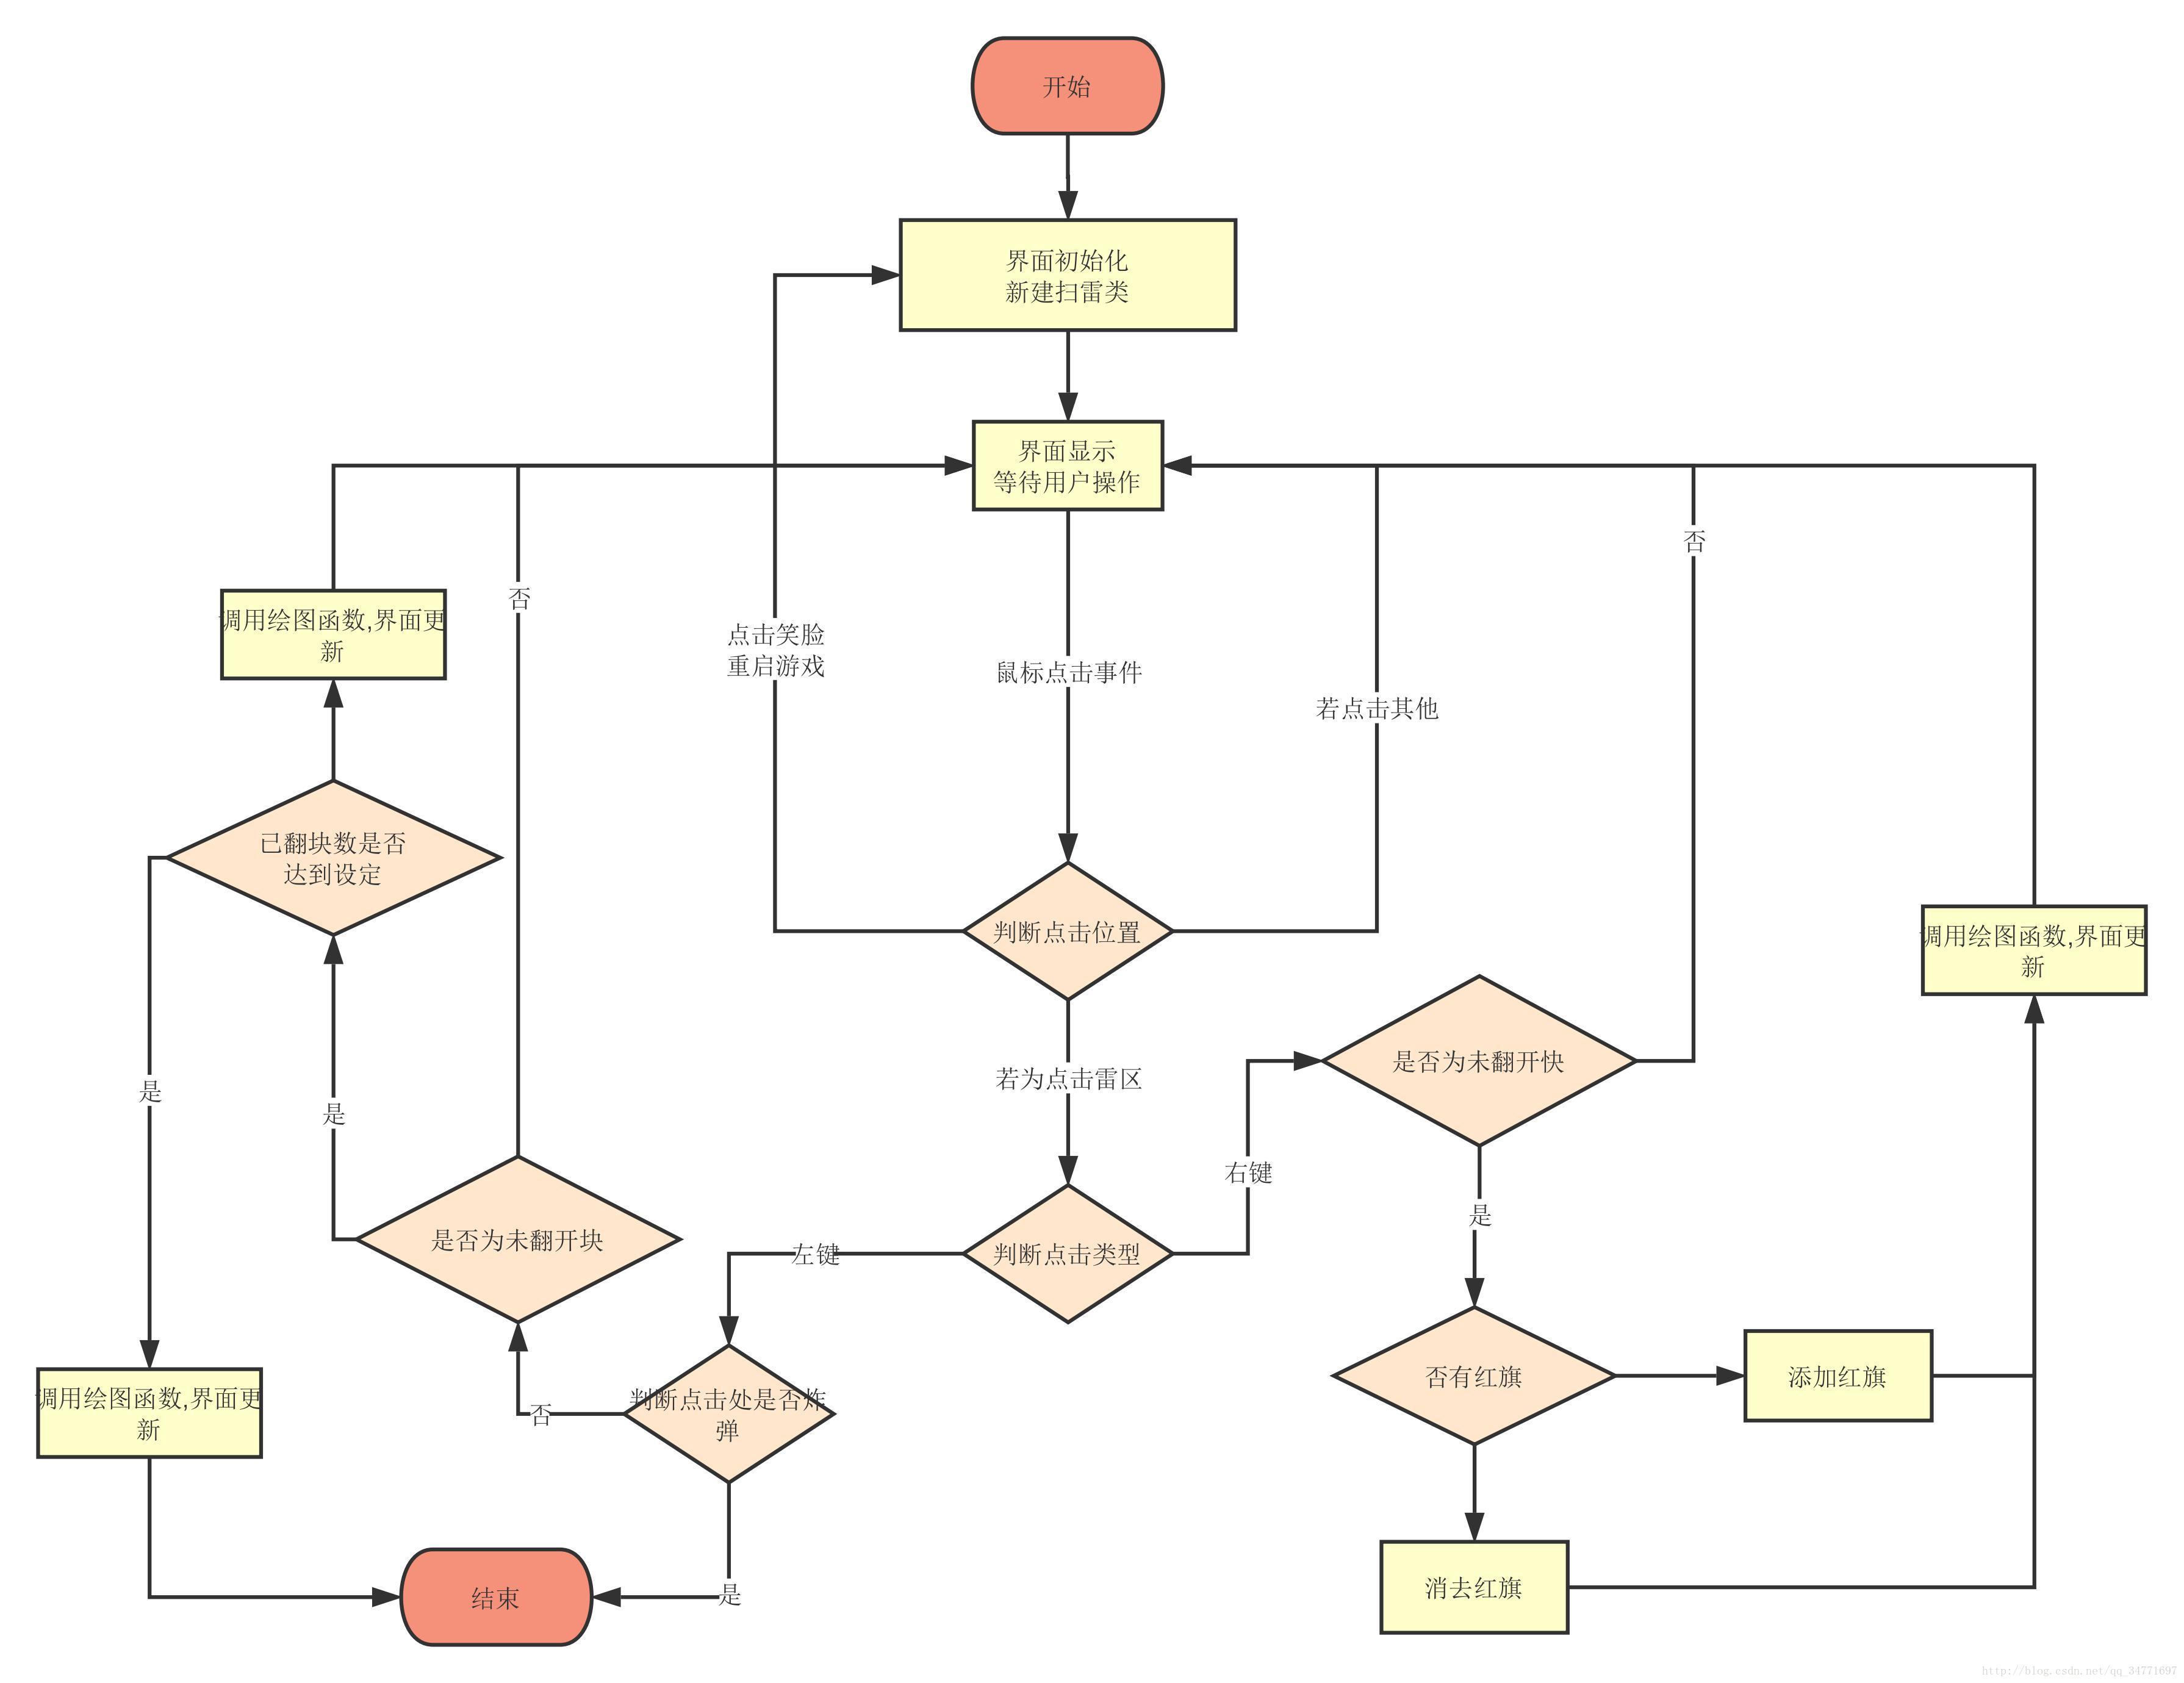 开始
界面初始化
新建扫雷类
界面显示
等待用户操作
否
调用绘图函数,界面更
新
否
点击笑脸
重启游戏
鼠标点击事件
若点击其他
已翻块数是否
达到设定
判断点击位置
调用绘图函数,界面更
新
是否为未翻开快
若为点击雷区
是
是
右键
是
是否为未翻开块
左键
判断点击类型
否有红旗
添加红旗
调用绘图函数,界面更
新
否
判断点击处是否炸
弹
消去红旗
结束
是
http://blog.csdn.net/qq_34771697